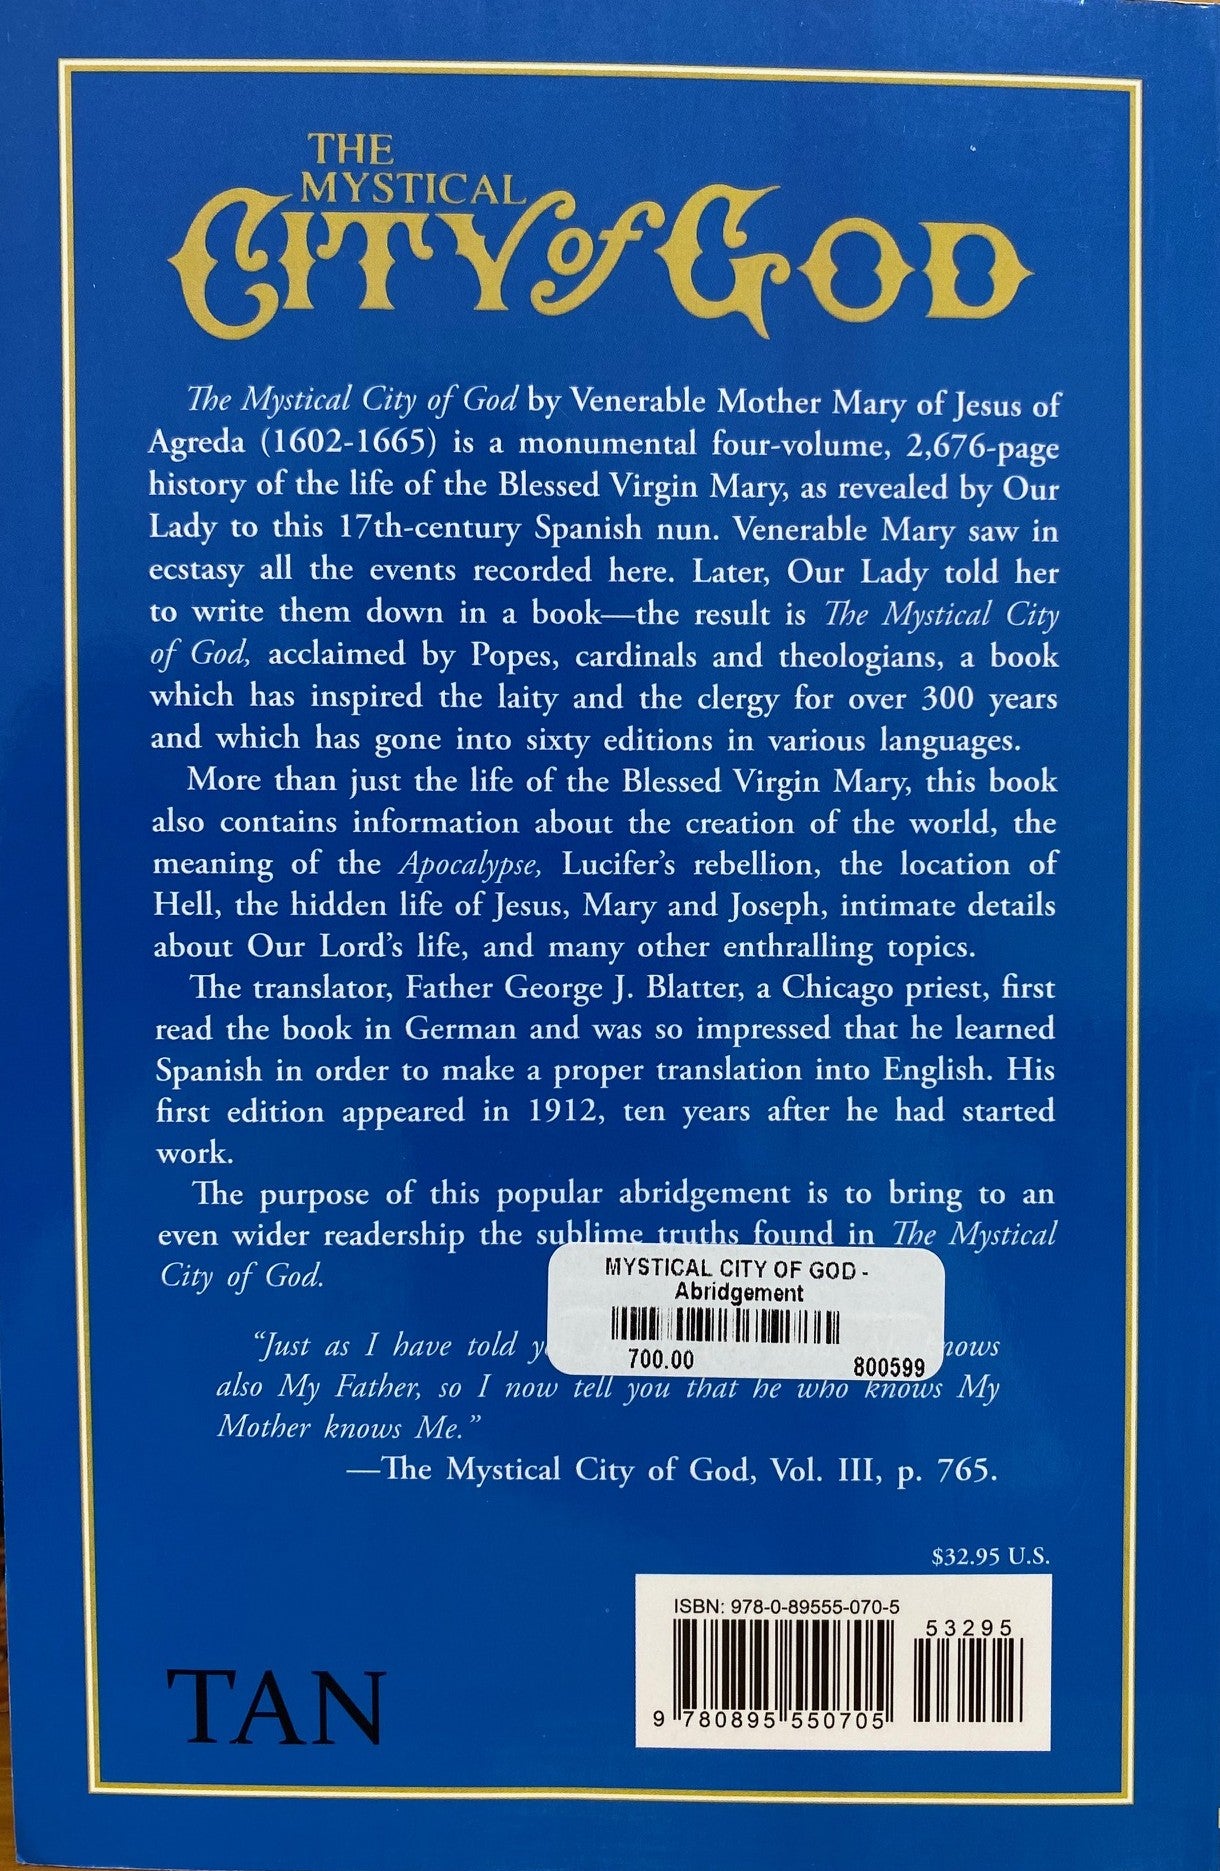 THE
MYSTICAL
CITY of GOD
The Mystical City of God by Venerable Mother Mary of Jesus of
Agreda (1602-1665) is a monumental four-volume, 2,676-page
history of the life of the Blessed Virgin Mary, as revealed by Our
Lady to this 17th-century Spanish nun. Venerable Mary saw in
ecstasy all the events recorded here. Later, Our Lady told her
to write them down in a book—the result is The Mystical City
of God, acclaimed by Popes, cardinals and theologians, a book
which has inspired the laity and the clergy for over 300 years
and which has gone into sixty editions in various languages.
More than just the life of the Blessed Virgin Mary, this book
also contains information about the creation of the world, the
meaning of the Apocalypse, Lucifer's rebellion, the location of
Hell, the hidden life of Jesus, Mary and Joseph, intimate details
about Our Lord's life, and many other enthralling topics.
The translator, Father George J. Blatter, a Chicago priest, first
read the book in German and was so impressed that he learned
Spanish in order to make a proper translation into English. His
first edition appeared in 1912, ten years after he had started
work.
The purpose of this popular abridgement is to bring to an
even wider readership the sublime truths found in The Mystical
City of God.
MYSTICAL CITY OF GOD -
Abridgement
700.00 800599
"Just as I have told
also My Father, so I now tell you that he who knows My
Mother knows Me."
—The Mystical City of God, Vol. III, p. 765.
$32.95 U.S.
ISBN: 978-0-89555-070-5
53295
9 780895 550705
TAN